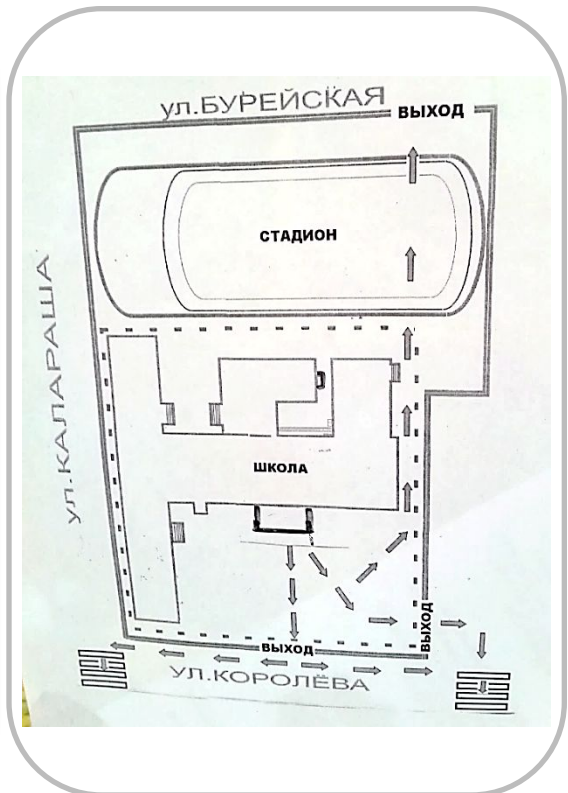 ул.БУРЕЙСКАЯ
ВЫХОД
СТАДИОН
УЛ.КАЛАРАША
ШКОЛА
ВЫХОД
ВЫХОД
УЛ.КОРОЛЁВА